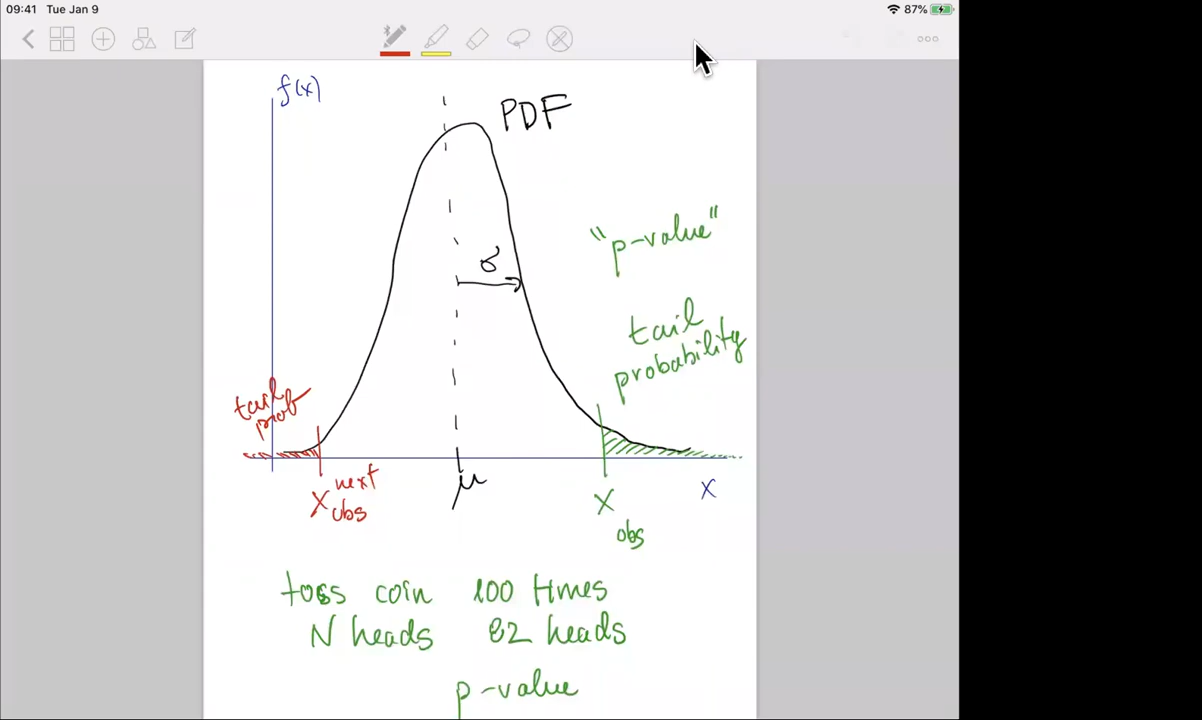 09:41 Tue Jan 9
87%
f(x)
PDF
"p-value"
σ
tail
probability
tail
prob
μ
X next obs
X obs
X
toss coin 100 times
N heads 82 heads
p-value